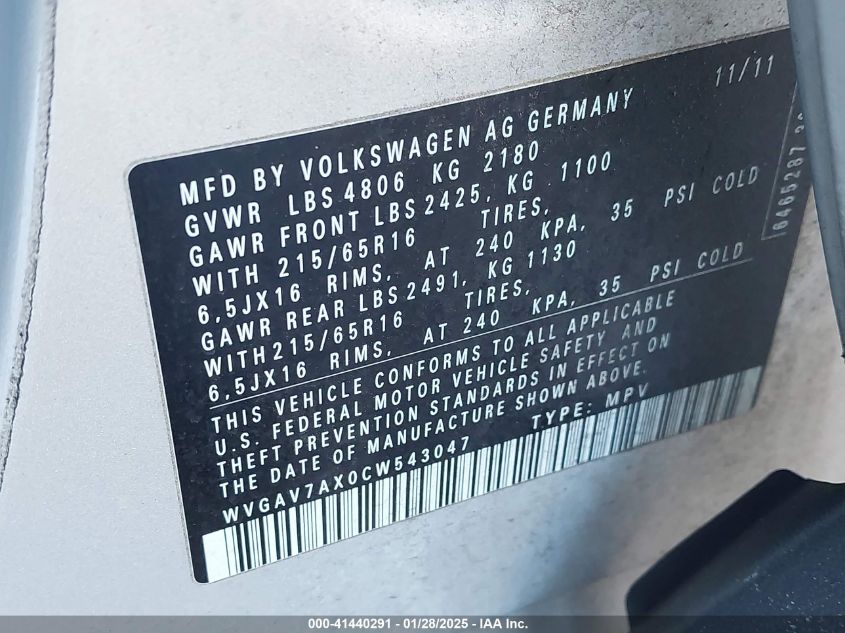 11/11
MFD BY VOLKSWAGEN AG GERMANY
GVWR LBS 4806 KG 2180
GAWR FRONT LBS 2425, KG 1100
WITH 215/65R16 TIRES,
6,5JX16 RIMS, AT 240 KPA, 35 PSI COLD
GAWR REAR LBS 2491, KG 1130
WITH 215/65R16 TIRES,
6,5JX16 RIMS, AT 240 KPA, 35 PSI COLD
THIS VEHICLE CONFORMS TO ALL APPLICABLE
U.S. FEDERAL MOTOR VEHICLE SAFETY, AND
THEFT PREVENTION STANDARDS IN EFFECT ON
THE DATE OF MANUFACTURE SHOWN ABOVE.
WVGAV7AX0CW543047 TYPE: MPV
6465287
000-41440291 - 01/28/2025 - IAA Inc.